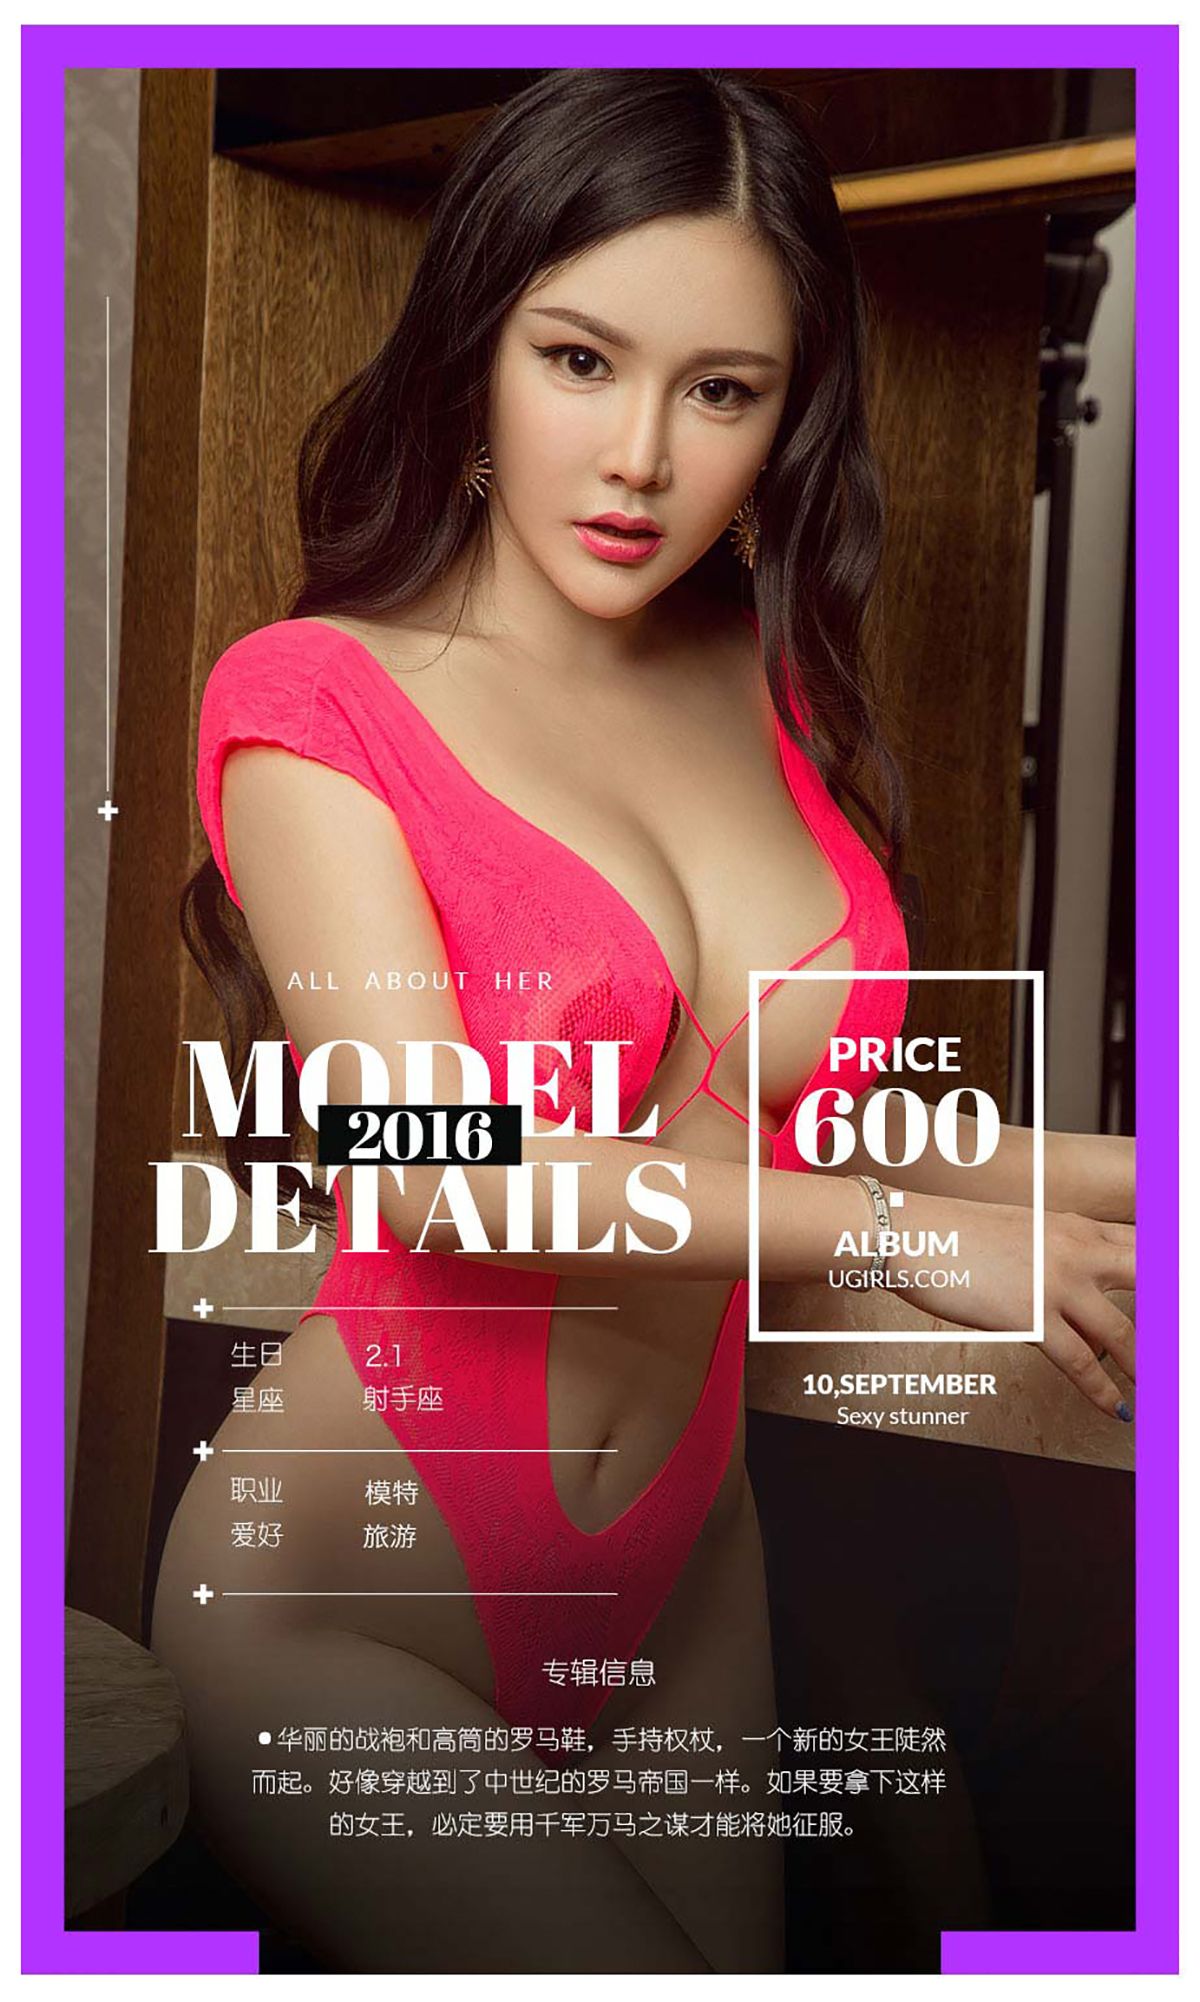 ALL ABOUT HER
MODEL
2016
DETAILS
PRICE
600
ALBUM
UGIRLS.COM
10,SEPTEMBER
Sexy stunner
生日 2.1
星座 射手座
职业 模特
爱好 旅游
专辑信息
●华丽的战袍和高筒的罗马鞋，手持权杖，一个新的女王陡然
而起。好像穿越到了中世纪的罗马帝国一样。如果要拿下这样
的女王，必定要用千军万马之谋才能将她征服。